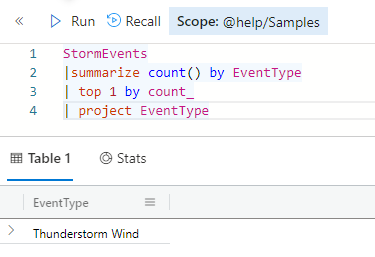 Run Recall Scope: @help/Samples
1 StormEvents
2 |summarize count() by EventType
3 | top 1 by count_
4 | project EventType
Table 1 Stats
EventType
Thunderstorm Wind